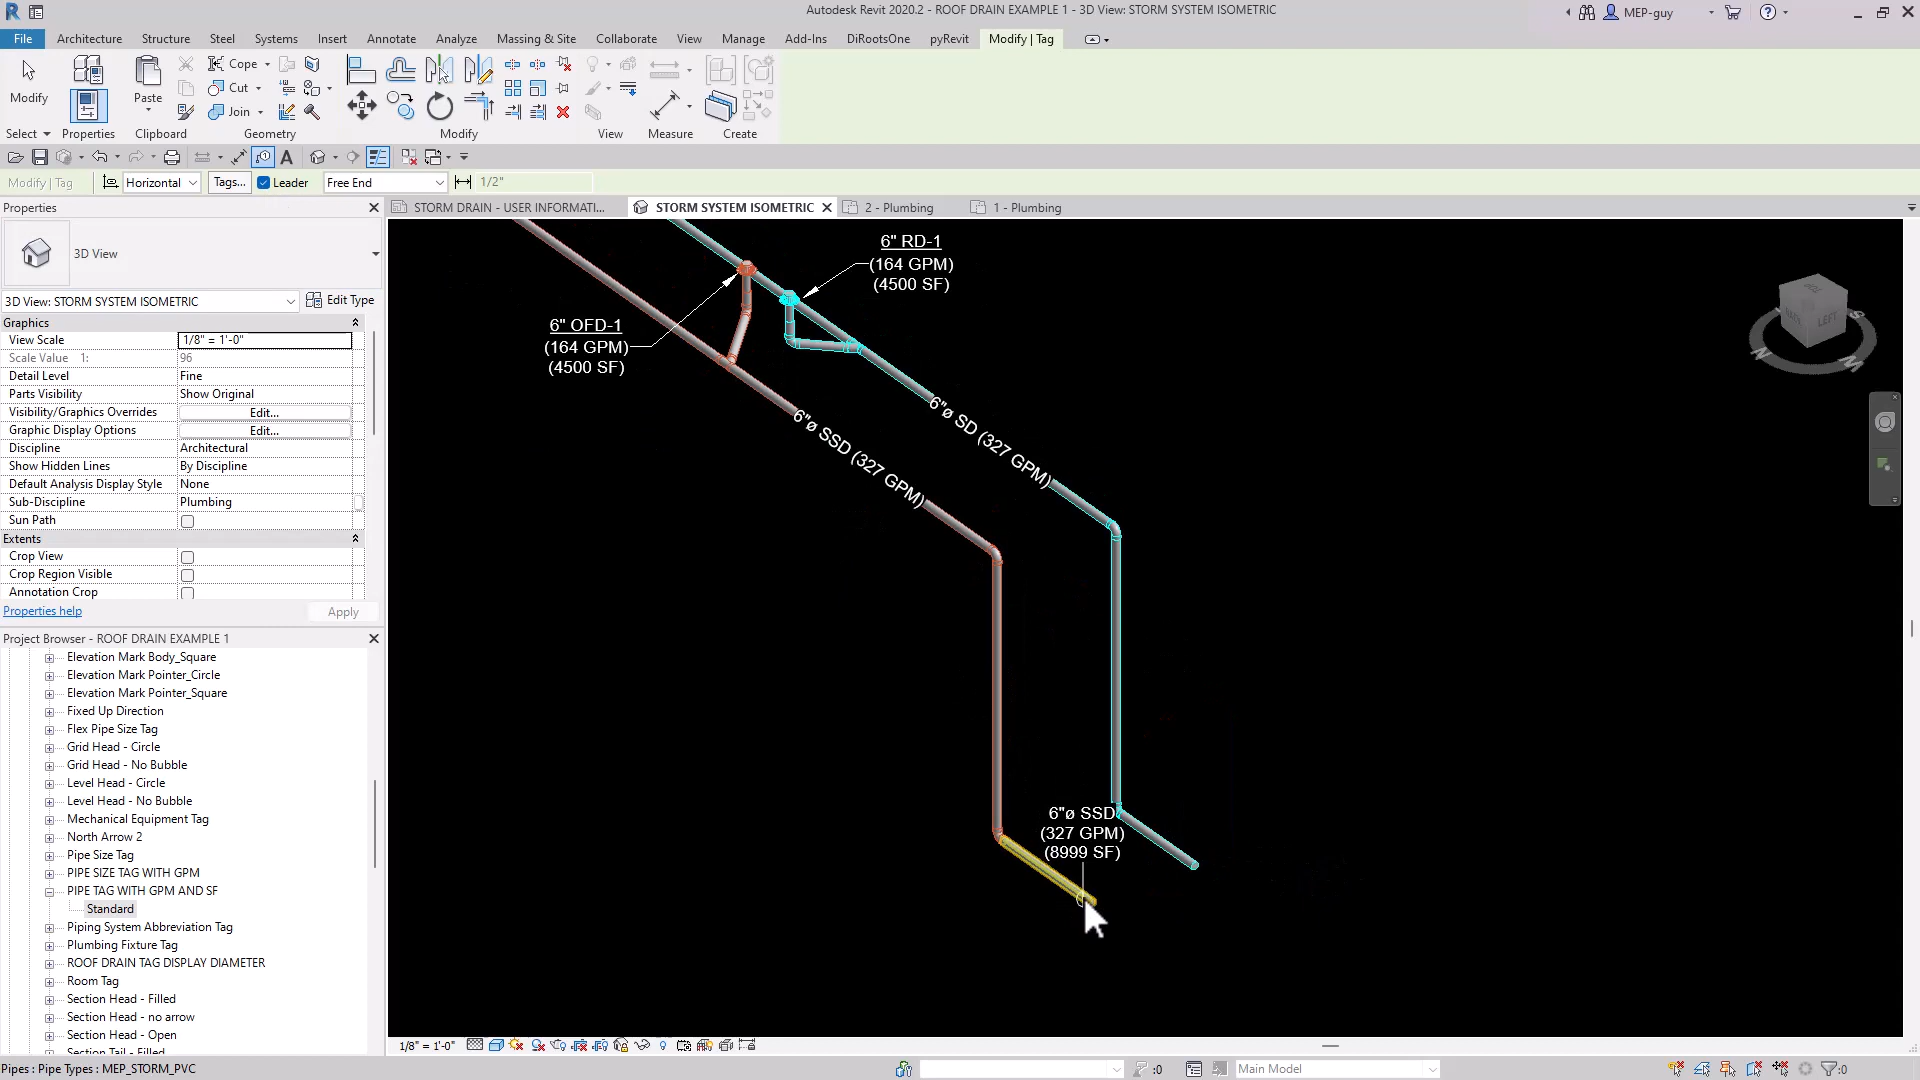 Autodesk Revit 2020.2 - ROOF DRAIN EXAMPLE 1 - 3D View: STORM SYSTEM ISOMETRIC
MEP-guy
File Architecture Structure Steel Systems Insert Annotate Analyze Massing & Site Collaborate View Manage Add-Ins DiRootsOne pyRevit Modify | Tag
Modify
Paste
Cope
Cut
Join
Select Properties Clipboard Geometry Modify View Measure Create
Modify | Tag Horizontal Tags... Leader Free End 1/2"
Properties
STORM DRAIN - USER INFORMATI... STORM SYSTEM ISOMETRIC 2 - Plumbing 1 - Plumbing
3D View
3D View: STORM SYSTEM ISOMETRIC Edit Type
Graphics
View Scale 1/8" = 1'-0"
Scale Value 1: 96
Detail Level Fine
Parts Visibility Show Original
Visibility/Graphics Overrides Edit...
Graphic Display Options Edit...
Discipline Architectural
Show Hidden Lines By Discipline
Default Analysis Display Style None
Sub-Discipline Plumbing
Sun Path
Extents
Crop View
Crop Region Visible
Annotation Crop
Properties help Apply
Project Browser - ROOF DRAIN EXAMPLE 1
Elevation Mark Body_Square
Elevation Mark Pointer_Circle
Elevation Mark Pointer_Square
Fixed Up Direction
Flex Pipe Size Tag
Grid Head - Circle
Grid Head - No Bubble
Level Head - Circle
Level Head - No Bubble
Mechanical Equipment Tag
North Arrow 2
Pipe Size Tag
PIPE SIZE TAG WITH GPM
PIPE TAG WITH GPM AND SF
Standard
Piping System Abbreviation Tag
Plumbing Fixture Tag
ROOF DRAIN TAG DISPLAY DIAMETER
Room Tag
Section Head - Filled
Section Head - no arrow
Section Head - Open
Section Tail - Filled
6" RD-1
(164 GPM)
(4500 SF)
6" OFD-1
(164 GPM)
(4500 SF)
6"ø SD (327 GPM)
6"ø SSD (327 GPM)
6"ø SSD
(327 GPM)
(8999 SF)
BACK
LEFT
N
1/8" = 1'-0"
Pipes : Pipe Types : MEP_STORM_PVC
:0
Main Model
:0